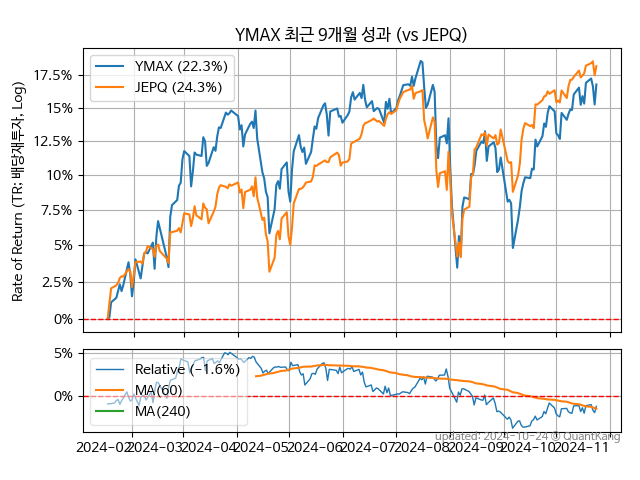 YMAX 최근 9개월 성과 (vs JEPQ)
Rate of Return (TR: 배당재투자, Log)
17.5%
15%
12.5%
10%
7.5%
5%
2.5%
0%
YMAX (22.3%)
JEPQ (24.3%)
5%
0%
Relative (-1.6%)
MA(60)
MA(240)
updated: 2024-10-24 © QuantKang
2024-02 2024-03 2024-04 2024-05 2024-06 2024-07 2024-08 2024-09 2024-10 2024-11